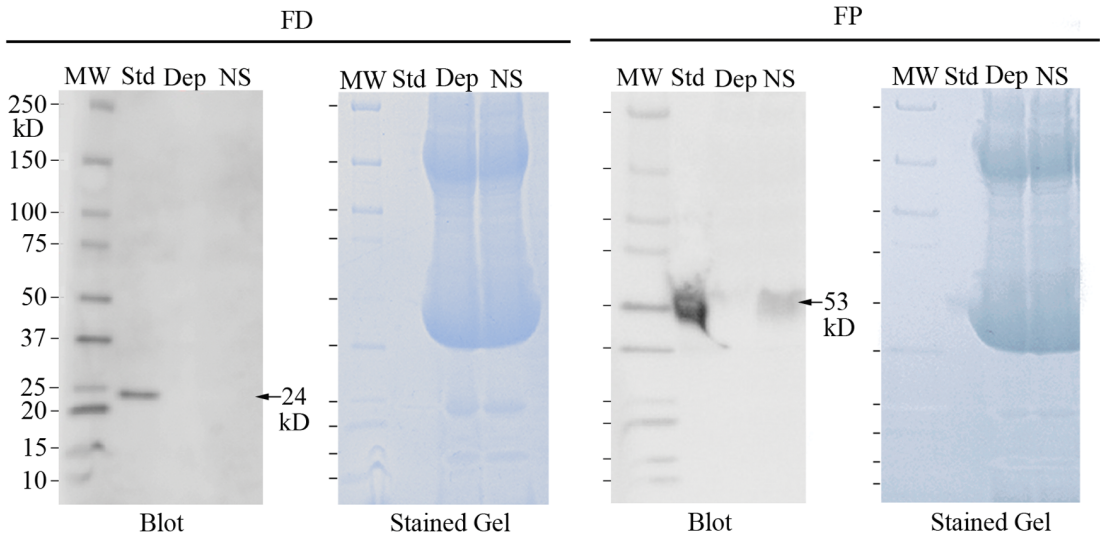 FD
FP
MW Std Dep NS
MW Std Dep NS
MW Std Dep NS
MW Std Dep NS
250
kD
150
100
75
50
37
25
20
15
10
24
kD
53
kD
Blot
Stained Gel
Blot
Stained Gel